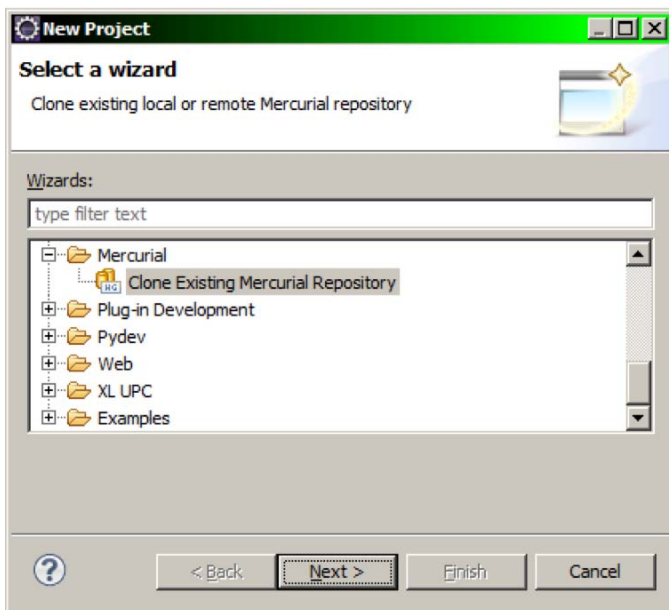 New Project
Select a wizard
Clone existing local or remote Mercurial repository
Wizards:
type filter text
Mercurial
HG Clone Existing Mercurial Repository
Plug-in Development
Pydev
Web
XL UPC
Examples
? < Back Next > Finish Cancel